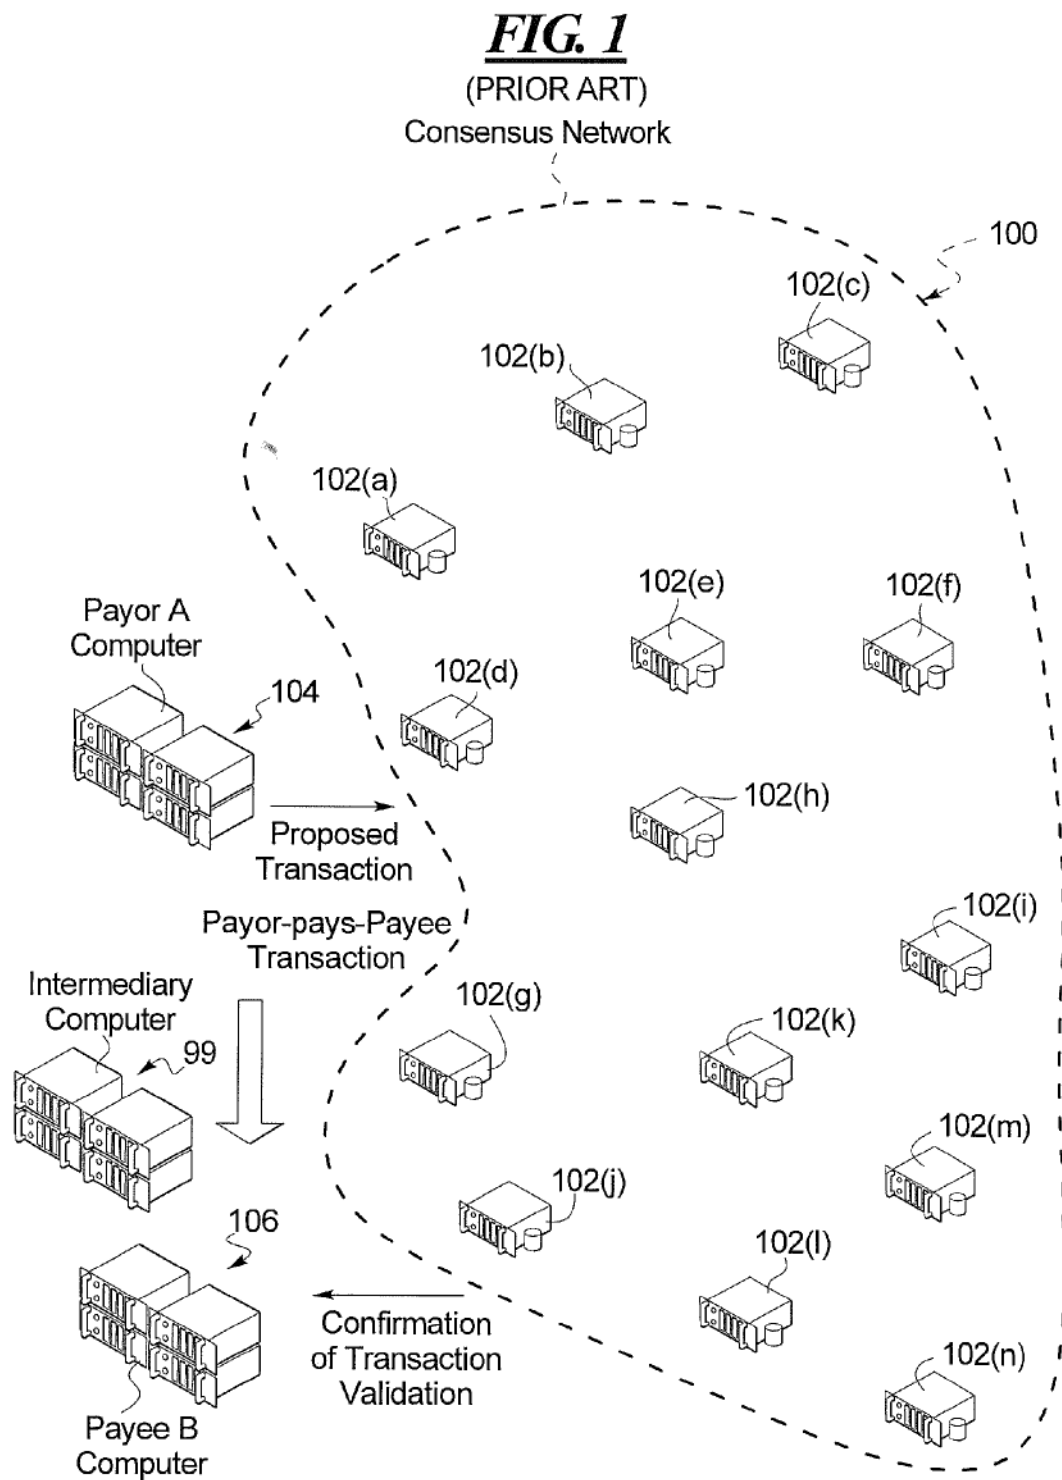 FIG. 1
(PRIOR ART)
Consensus Network
100
102(c)
102(b)
102(a)
102(e)
102(f)
Payor A
Computer
102(d)
104
102(h)
Proposed
Transaction
102(i)
Payor-pays-Payee
Transaction
Intermediary
Computer
99
102(g)
102(k)
102(m)
102(j)
106
102(l)
Confirmation
of Transaction
Validation
102(n)
Payee B
Computer